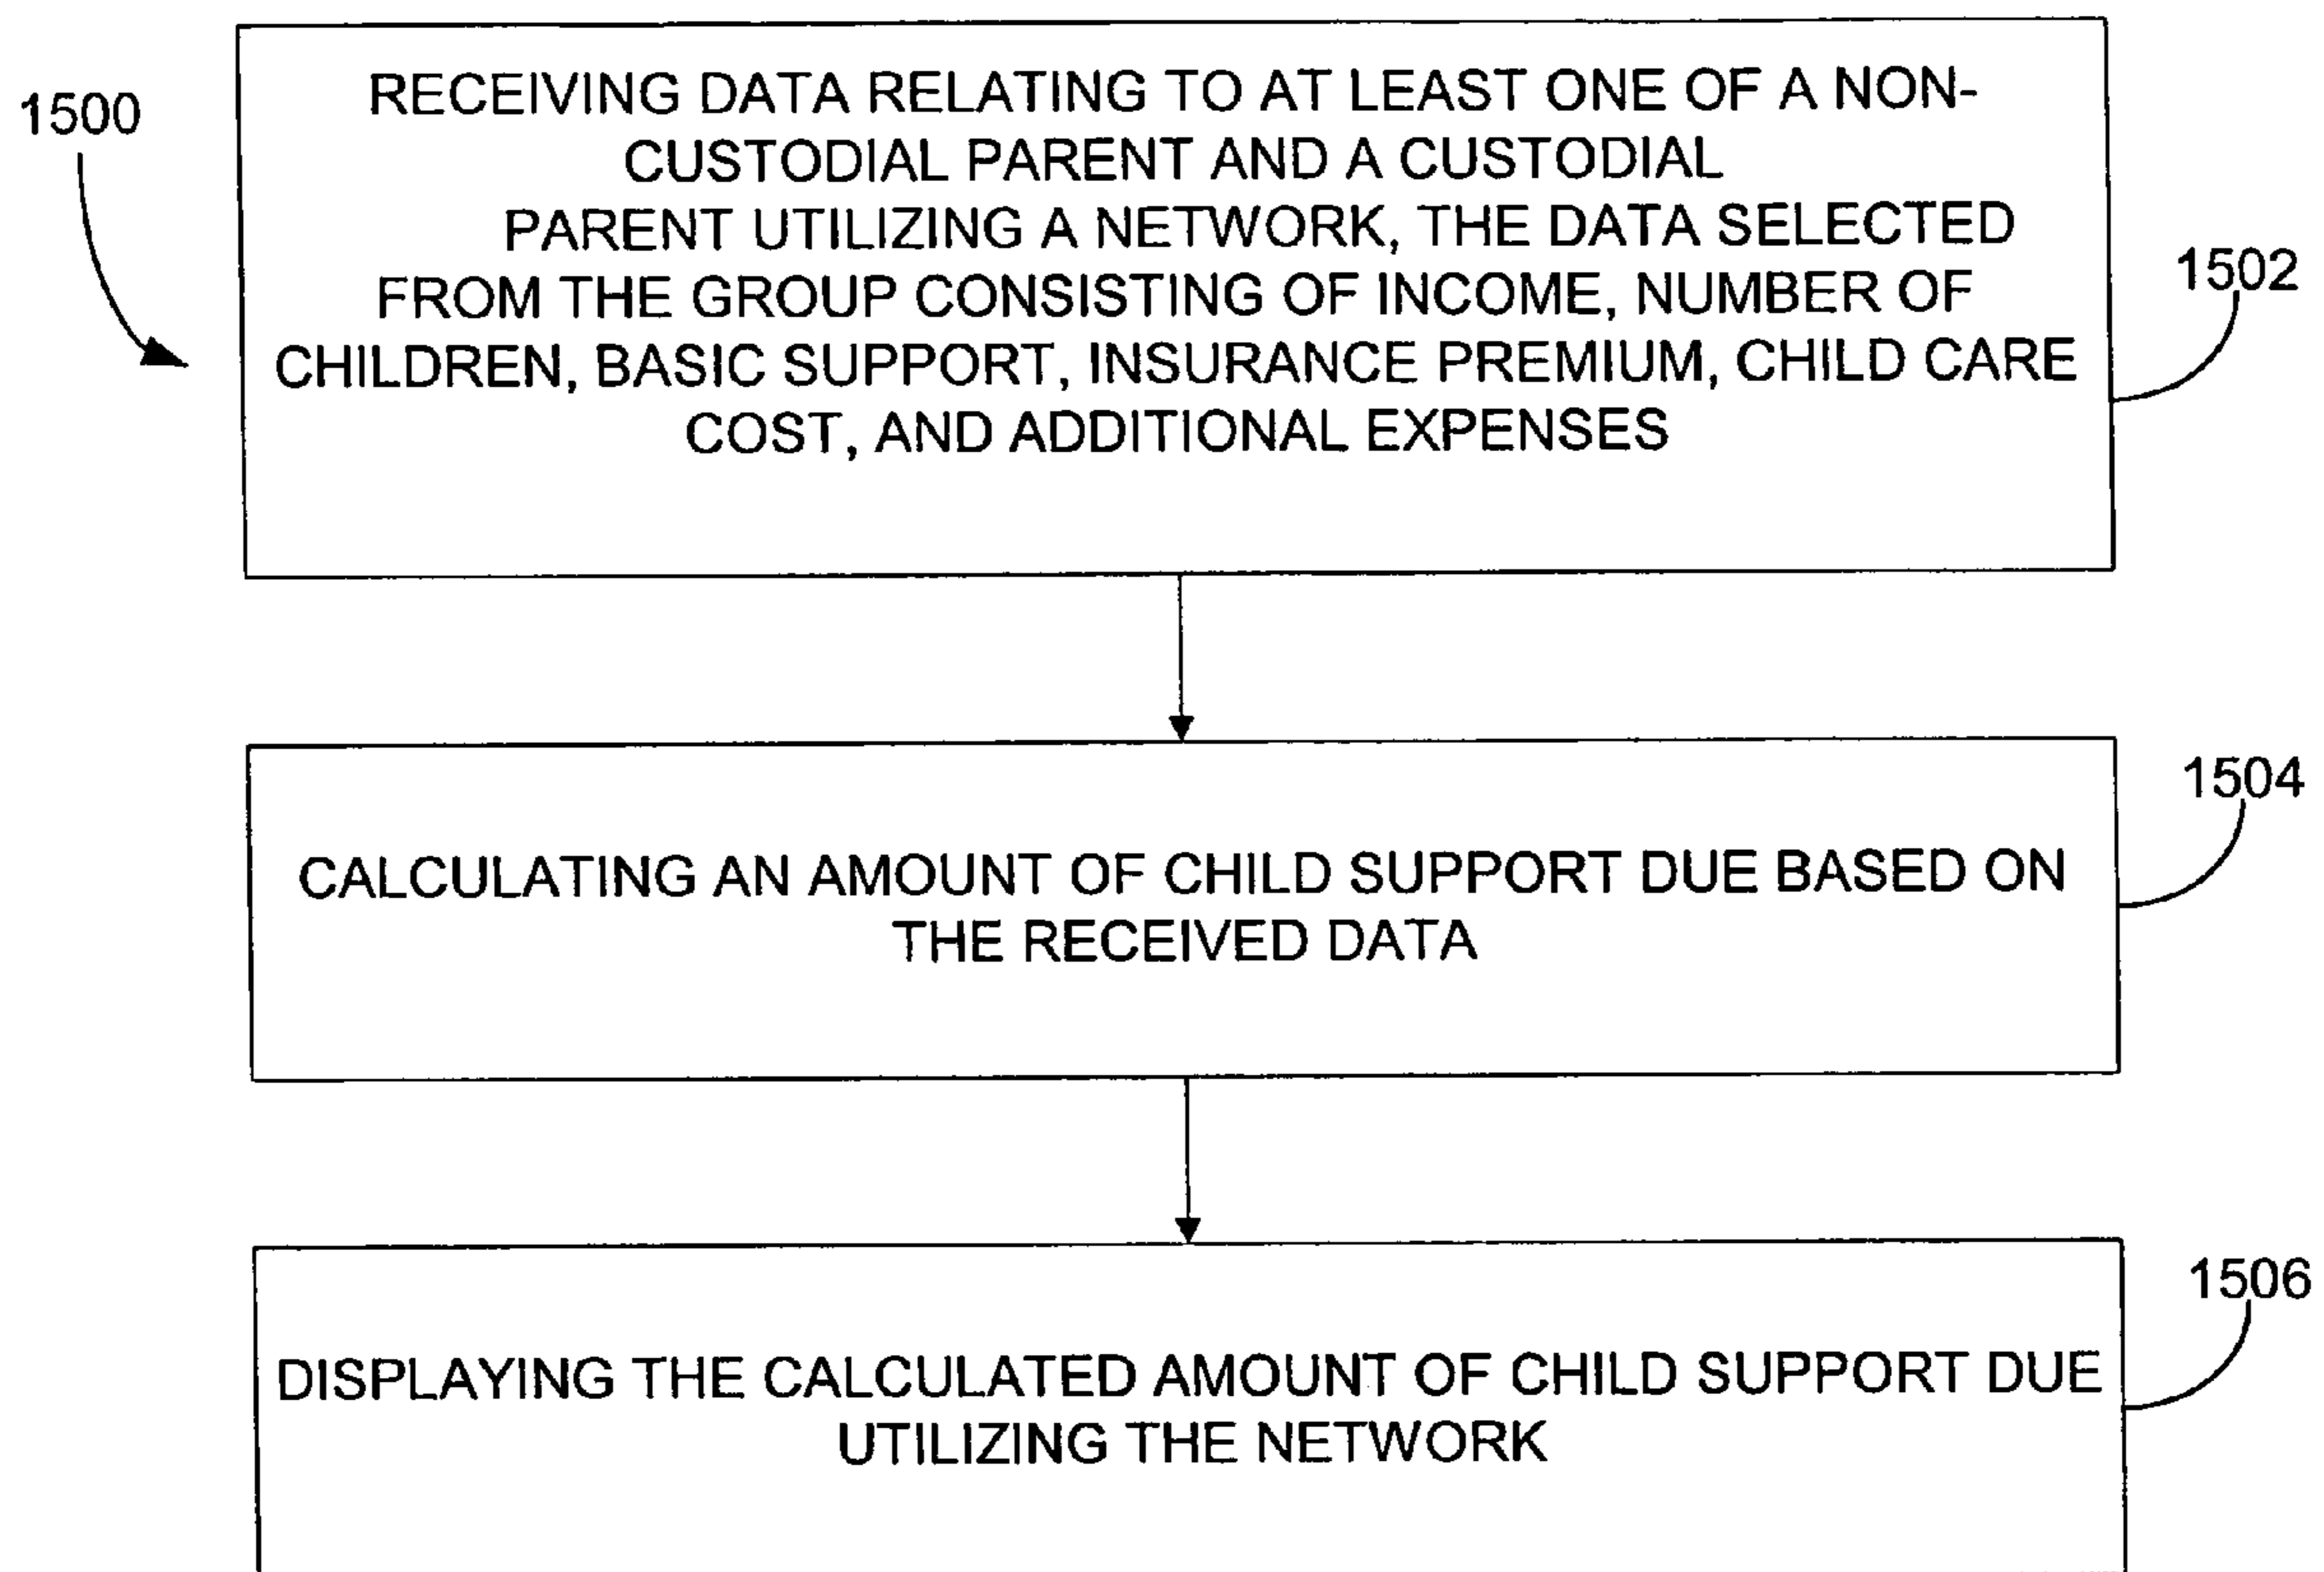 1500
RECEIVING DATA RELATING TO AT LEAST ONE OF A NON-
CUSTODIAL PARENT AND A CUSTODIAL
PARENT UTILIZING A NETWORK, THE DATA SELECTED
FROM THE GROUP CONSISTING OF INCOME, NUMBER OF
CHILDREN, BASIC SUPPORT, INSURANCE PREMIUM, CHILD CARE
COST, AND ADDITIONAL EXPENSES
1502
CALCULATING AN AMOUNT OF CHILD SUPPORT DUE BASED ON
THE RECEIVED DATA
1504
DISPLAYING THE CALCULATED AMOUNT OF CHILD SUPPORT DUE
UTILIZING THE NETWORK
1506